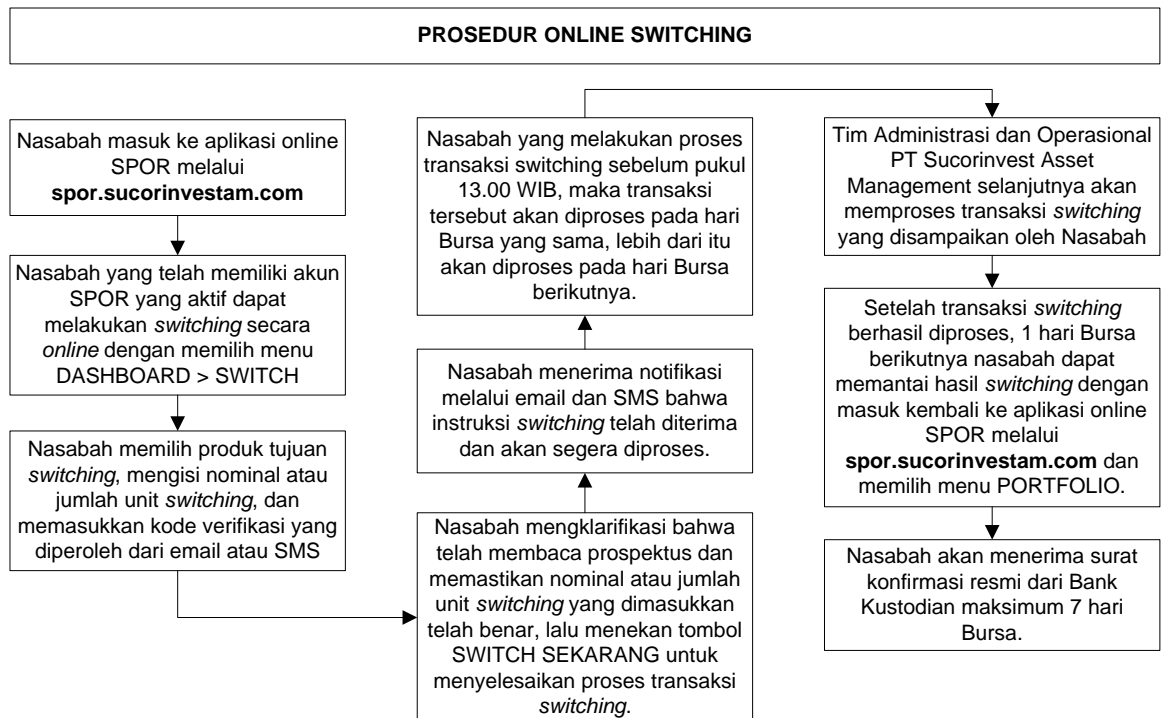 PROSEDUR ONLINE SWITCHING
Nasabah masuk ke aplikasi online
SPOR melalui
spor.sucorinvestam.com
Nasabah yang telah memiliki akun
SPOR yang aktif dapat
melakukan switching secara
online dengan memilih menu
DASHBOARD > SWITCH
Nasabah memilih produk tujuan
switching, mengisi nominal atau
jumlah unit switching, dan
memasukkan kode verifikasi yang
diperoleh dari email atau SMS
Nasabah mengklarifikasi bahwa
telah membaca prospektus dan
memastikan nominal atau jumlah
unit switching yang dimasukkan
telah benar, lalu menekan tombol
SWITCH SEKARANG untuk
menyelesaikan proses transaksi
switching.
Nasabah menerima notifikasi
melalui email dan SMS bahwa
instruksi switching telah diterima
dan akan segera diproses.
Nasabah yang melakukan proses
transaksi switching sebelum pukul
13.00 WIB, maka transaksi
tersebut akan diproses pada hari
Bursa yang sama, lebih dari itu
akan diproses pada hari Bursa
berikutnya.
Tim Administrasi dan Operasional
PT Sucorinvest Asset
Management selanjutnya akan
memproses transaksi switching
yang disampaikan oleh Nasabah
Setelah transaksi switching
berhasil diproses, 1 hari Bursa
berikutnya nasabah dapat
memantai hasil switching dengan
masuk kembali ke aplikasi online
SPOR melalui
spor.sucorinvestam.com dan
memilih menu PORTFOLIO.
Nasabah akan menerima surat
konfirmasi resmi dari Bank
Kustodian maksimum 7 hari
Bursa.